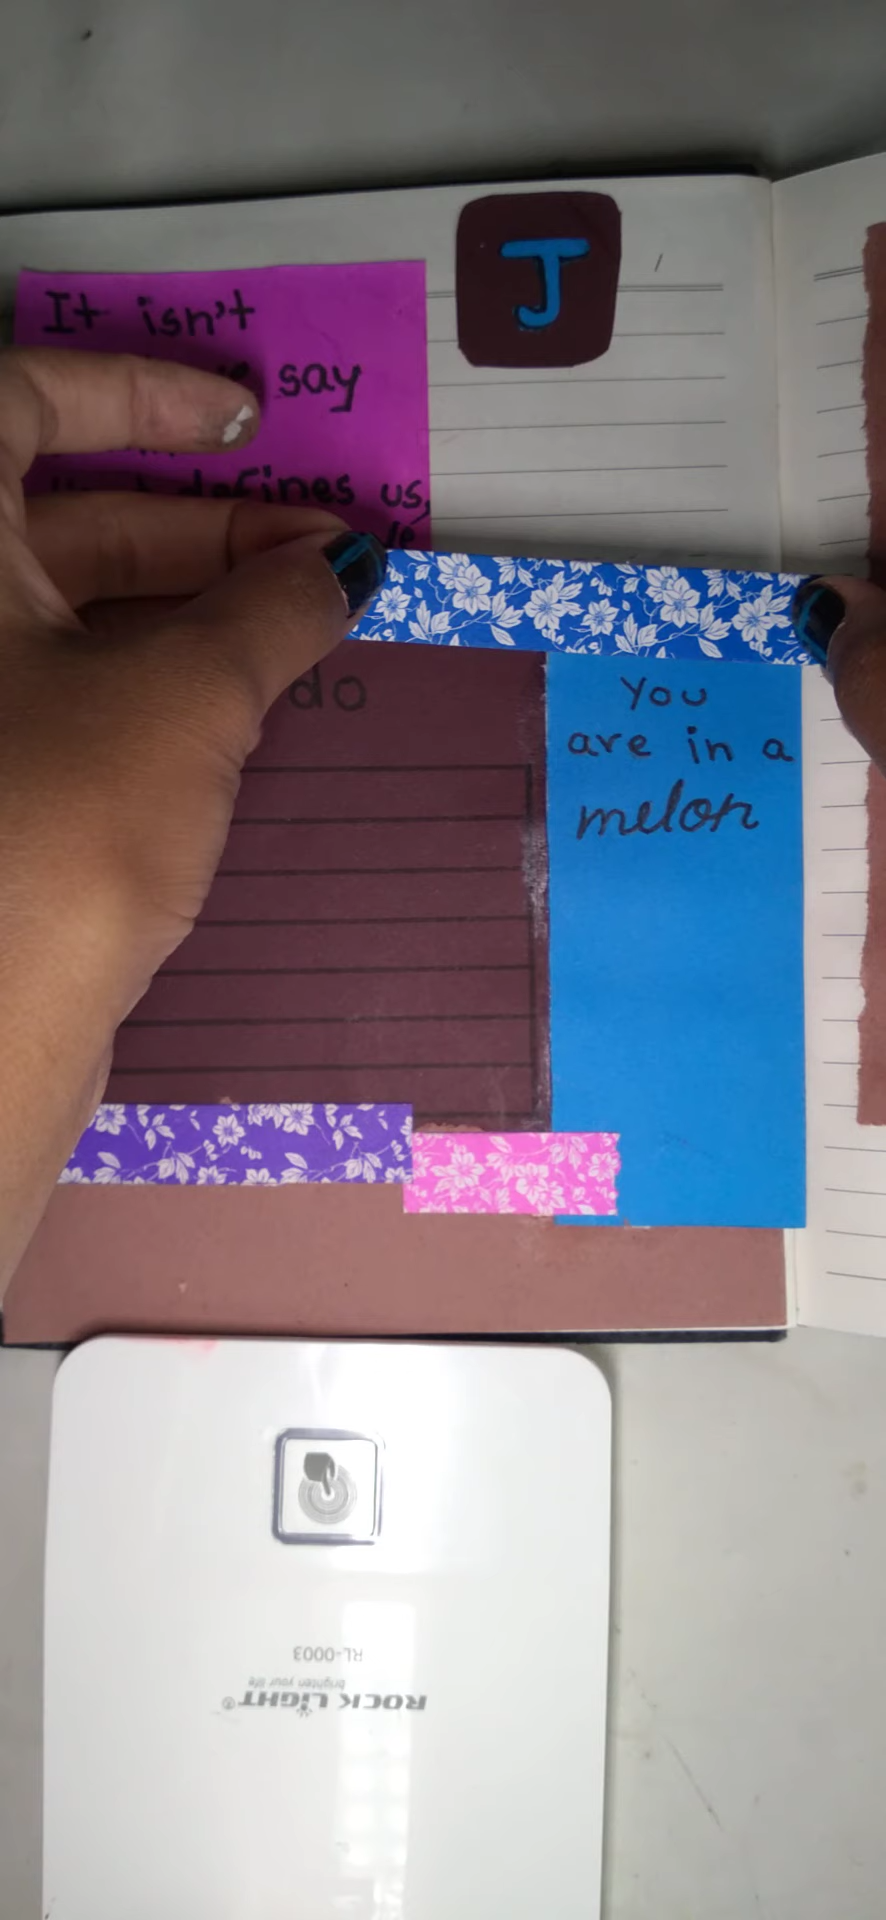 It isn't
say
defines us,
J
do
You
are in a
melon
RL-0003
brighten your life
ROCK LIGHT®